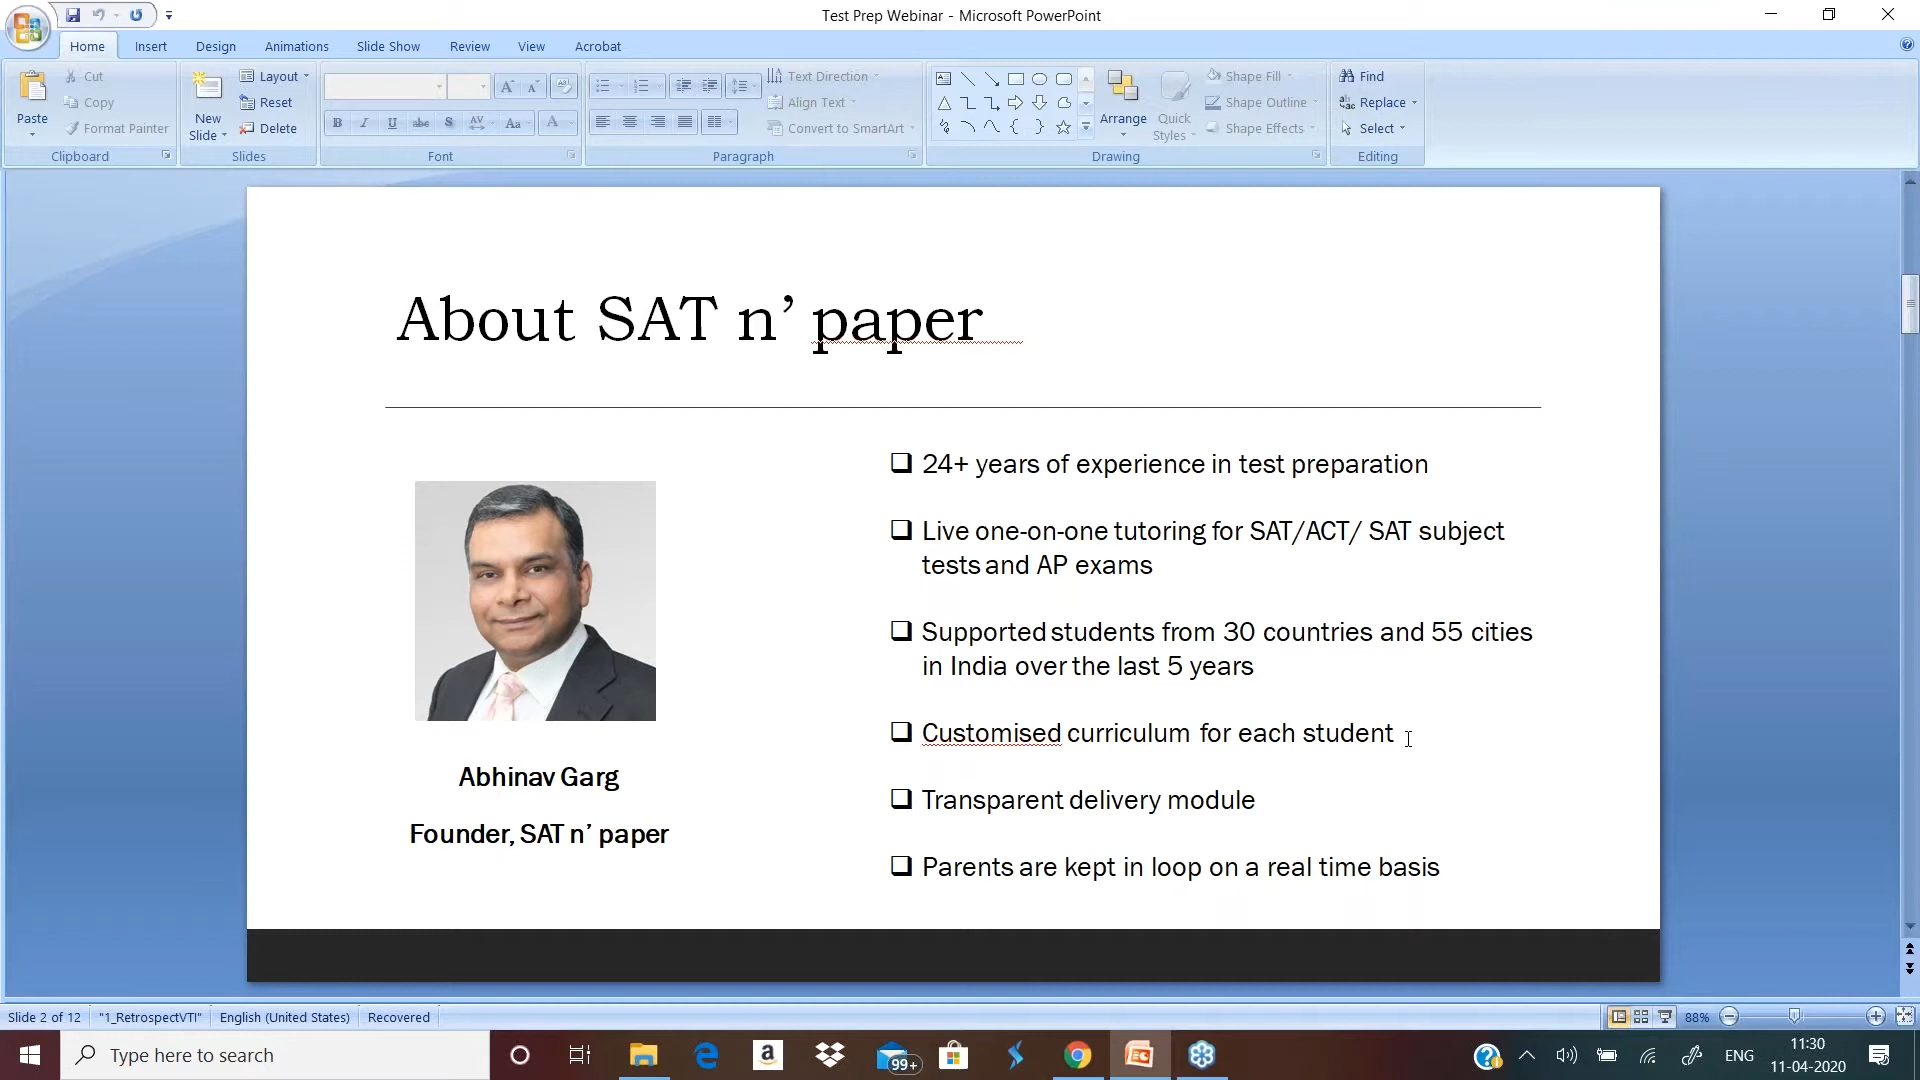 Test Prep Webinar - Microsoft PowerPoint
Home Insert Design Animations Slide Show Review View Acrobat
Paste
Cut
Copy
Format Painter
Clipboard
New Slide
Layout
Reset
Delete
Slides
B I U abc S AV Aa A
Font
Text Direction
Align Text
Convert to SmartArt
Paragraph
Arrange
Quick Styles
Shape Fill
Shape Outline
Shape Effects
Drawing
Find
Replace
Select
Editing
About SAT n’ paper
24+ years of experience in test preparation
Live one-on-one tutoring for SAT/ACT/ SAT subject
tests and AP exams
Supported students from 30 countries and 55 cities
in India over the last 5 years
Customised curriculum for each student
Transparent delivery module
Parents are kept in loop on a real time basis
Abhinav Garg
Founder, SAT n’ paper
Slide 2 of 12 "1_RetrospectVTI" English (United States) Recovered 88%
Type here to search
99+
ENG
11:30
11-04-2020